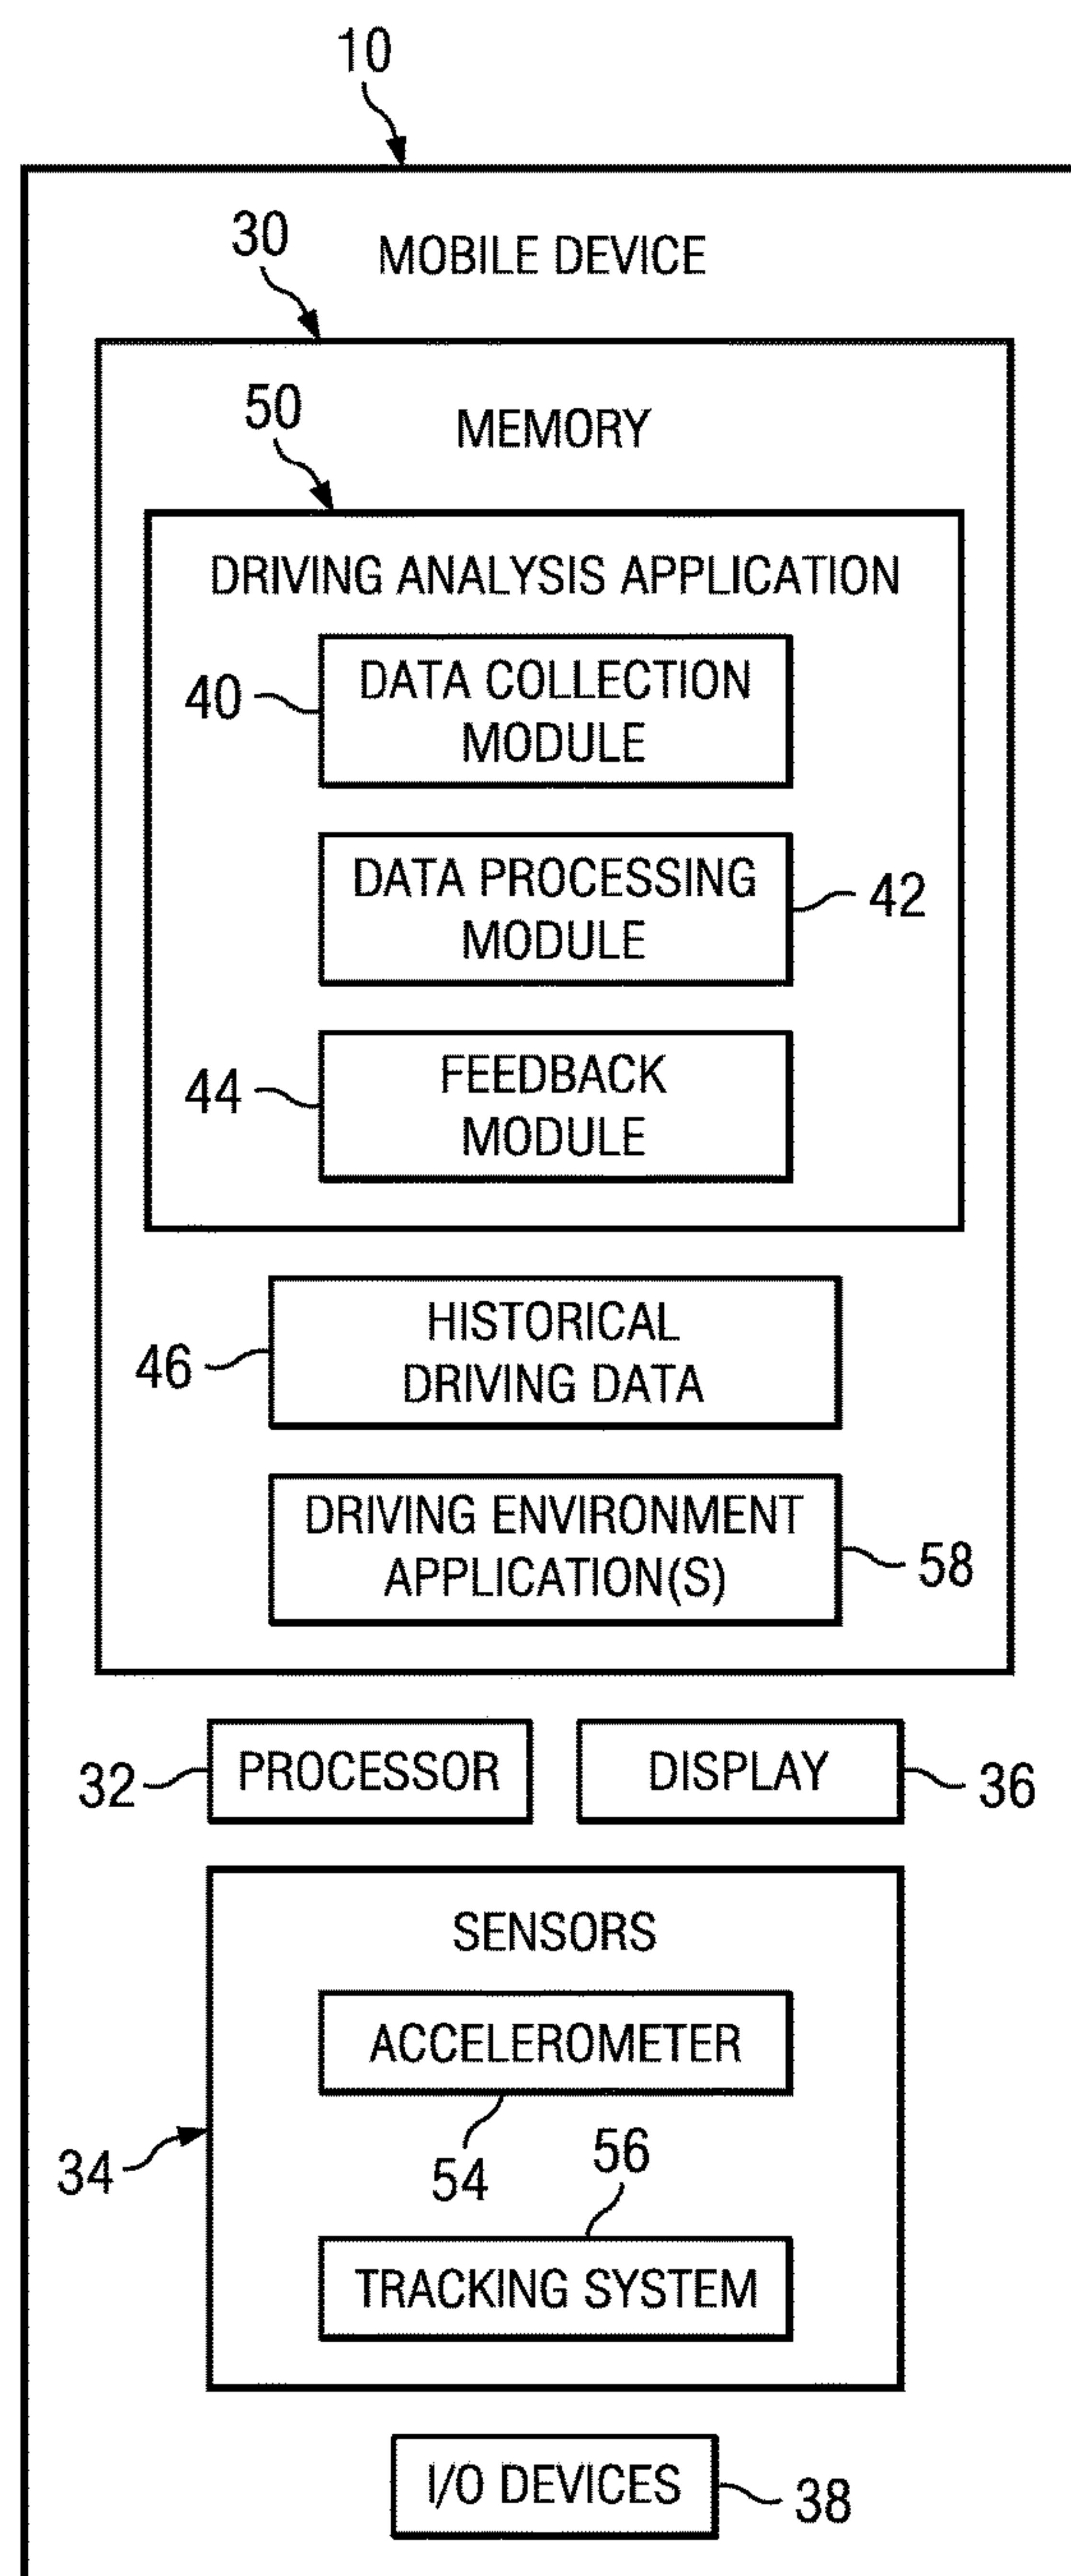 10
30
MOBILE DEVICE
50
MEMORY
DRIVING ANALYSIS APPLICATION
40
DATA COLLECTION
MODULE
DATA PROCESSING
MODULE
42
44
FEEDBACK
MODULE
46
HISTORICAL
DRIVING DATA
DRIVING ENVIRONMENT
APPLICATION(S)
58
32
PROCESSOR
DISPLAY
36
SENSORS
ACCELEROMETER
34
54
56
TRACKING SYSTEM
I/O DEVICES
38